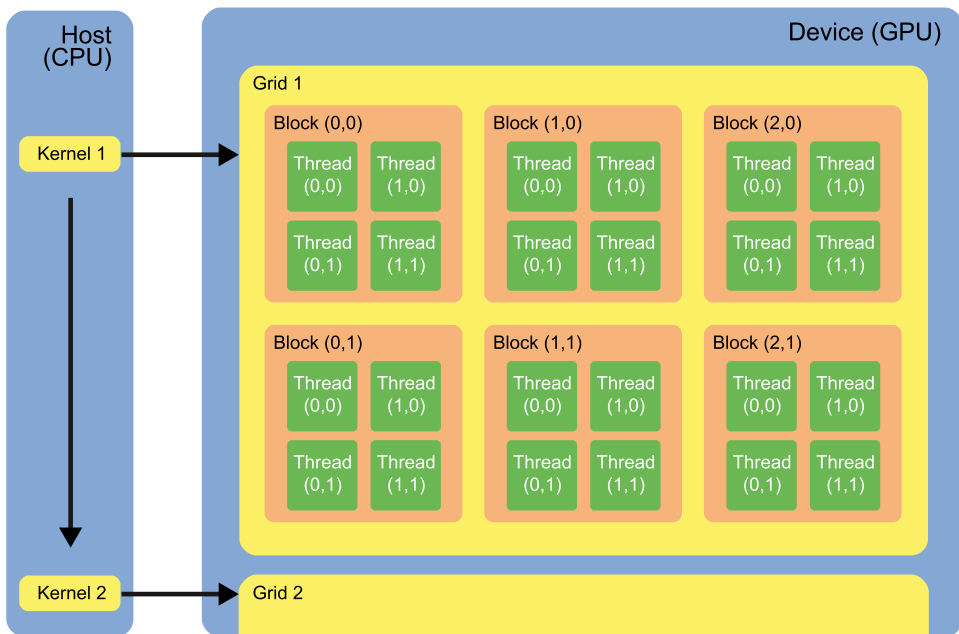 Host
(CPU)
Kernel 1
Kernel 2
Device (GPU)
Grid 1
Block (0,0)
Thread
(0,0)
Thread
(1,0)
Thread
(0,1)
Thread
(1,1)
Block (1,0)
Thread
(0,0)
Thread
(1,0)
Thread
(0,1)
Thread
(1,1)
Block (2,0)
Thread
(0,0)
Thread
(1,0)
Thread
(0,1)
Thread
(1,1)
Block (0,1)
Thread
(0,0)
Thread
(1,0)
Thread
(0,1)
Thread
(1,1)
Block (1,1)
Thread
(0,0)
Thread
(1,0)
Thread
(0,1)
Thread
(1,1)
Block (2,1)
Thread
(0,0)
Thread
(1,0)
Thread
(0,1)
Thread
(1,1)
Grid 2